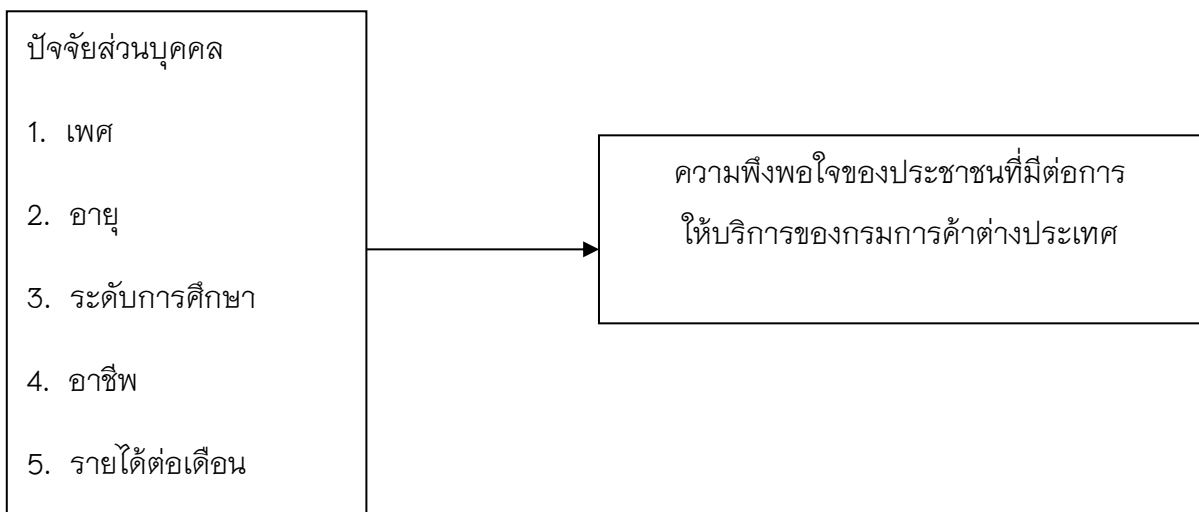 ปัจจัยส่วนบุคคล
1. เพศ
2. อายุ
3. ระดับการศึกษา
4. อาชีพ
5. รายได้ต่อเดือน
ความพึงพอใจของประชาชนที่มีต่อการ
ให้บริการของกรมการค้าต่างประเทศ